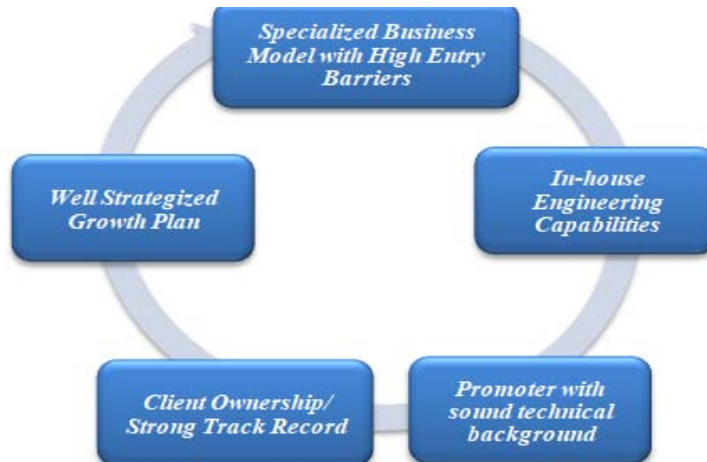 Specialized Business
Model with High Entry
Barriers
In-house
Engineering
Capabilities
Promoter with
sound technical
background
Client Ownership/
Strong Track Record
Well Strategized
Growth Plan